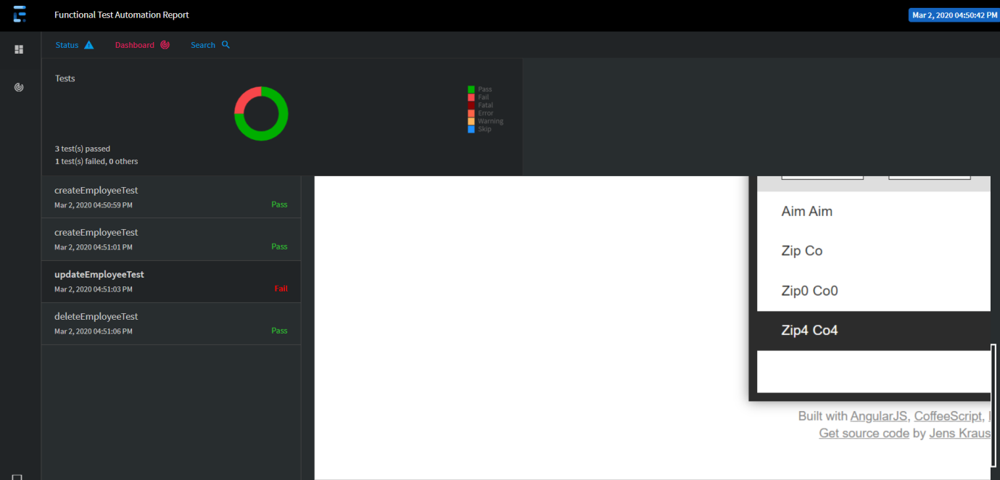 Functional Test Automation Report
Mar 2, 2020 04:50:42 PM
Status
Dashboard
Search
Tests
Pass
Fail
Fatal
Error
Warning
Skip
3 test(s) passed
1 test(s) failed, 0 others
createEmployeeTest
Mar 2, 2020 04:50:59 PM
Pass
createEmployeeTest
Mar 2, 2020 04:51:01 PM
Pass
updateEmployeeTest
Mar 2, 2020 04:51:03 PM
Fail
deleteEmployeeTest
Mar 2, 2020 04:51:06 PM
Pass
Aim Aim
Zip Co
Zip0 Co0
Zip4 Co4
Built with AngularJS, CoffeeScript,
Get source code by Jens Kraus